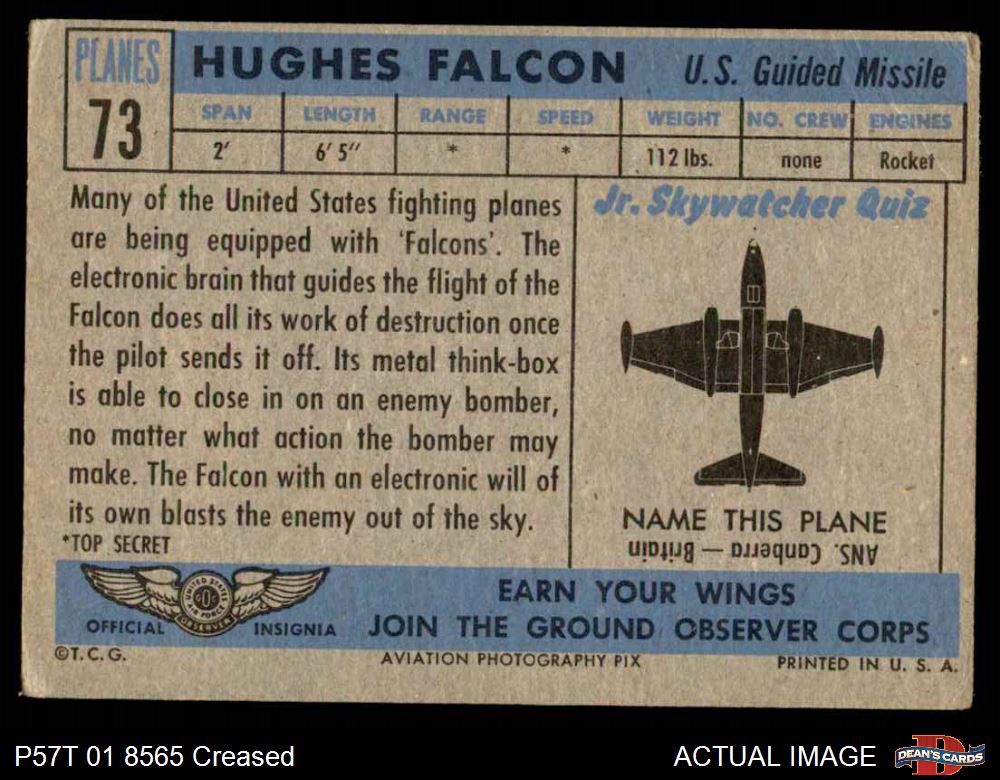 PLANES
73
HUGHES FALCON U.S. Guided Missile
SPAN LENGTH RANGE SPEED WEIGHT NO. CREW ENGINES
2' 6' 5" * * 112 lbs. none Rocket
Many of the United States fighting planes
are being equipped with 'Falcons'. The
electronic brain that guides the flight of the
Falcon does all its work of destruction once
the pilot sends it off. Its metal think-box
is able to close in on an enemy bomber,
no matter what action the bomber may
make. The Falcon with an electronic will of
its own blasts the enemy out of the sky.
*TOP SECRET
Jr. Skywatcher Quiz
NAME THIS PLANE
ANS. Canberra — Britain
UNITED STATES
GOC
AIR FORCE
OBSERVER
OFFICIAL INSIGNIA
EARN YOUR WINGS
JOIN THE GROUND OBSERVER CORPS
©T.C.G. AVIATION PHOTOGRAPHY PIX PRINTED IN U. S. A.
P57T 01 8565 Creased ACTUAL IMAGE
D
DEAN'S CARDS